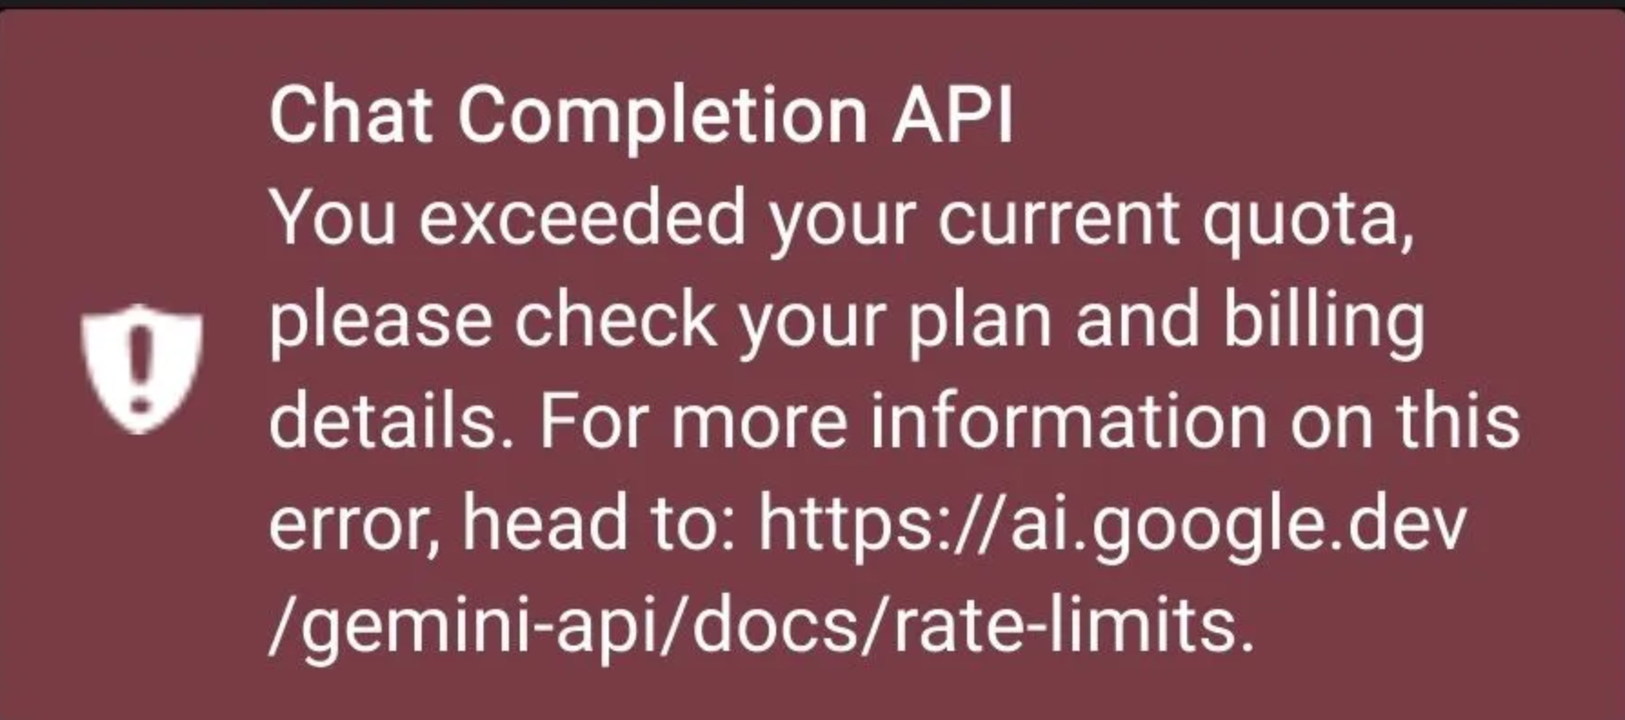 Chat Completion API
You exceeded your current quota,
please check your plan and billing
details. For more information on this
error, head to: https://ai.google.dev
/gemini-api/docs/rate-limits.